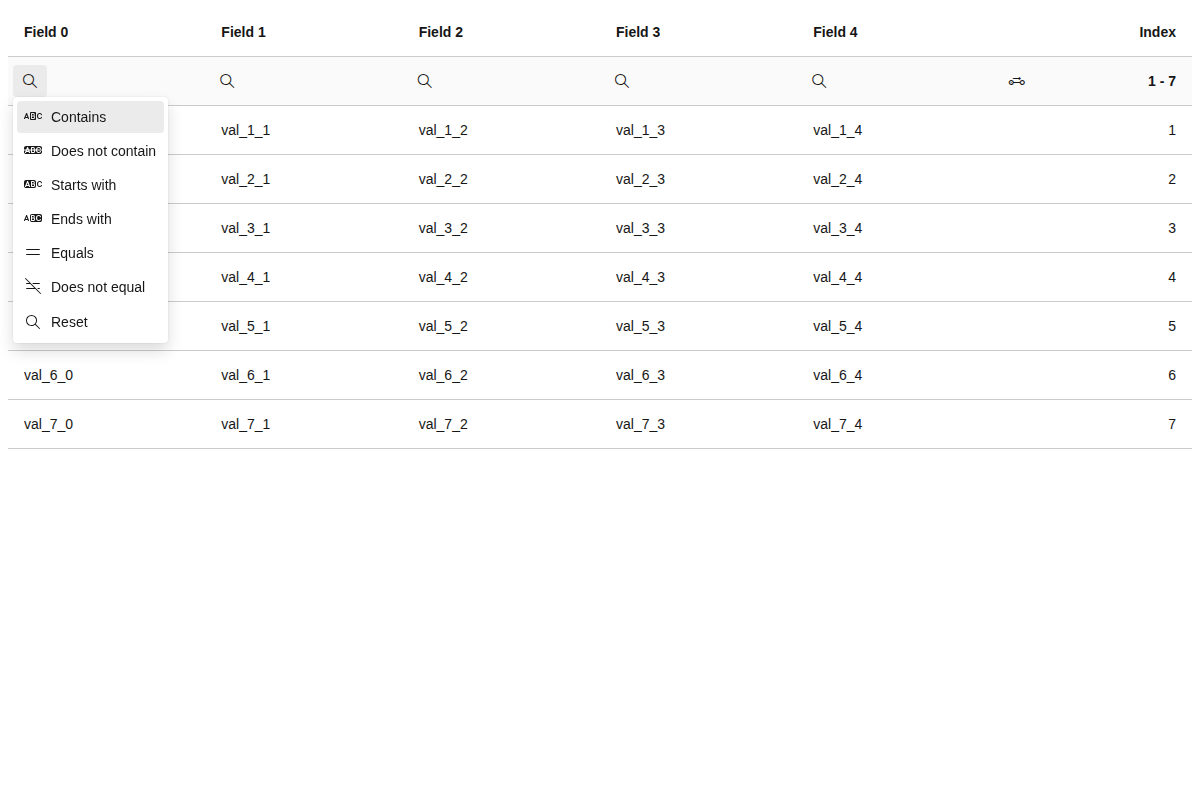 Field 0 Field 1 Field 2 Field 3 Field 4 Index
1 - 7
Contains
Does not contain
Starts with
Ends with
Equals
Does not equal
Reset
val_1_1 val_1_2 val_1_3 val_1_4 1
val_2_1 val_2_2 val_2_3 val_2_4 2
val_3_1 val_3_2 val_3_3 val_3_4 3
val_4_1 val_4_2 val_4_3 val_4_4 4
val_5_1 val_5_2 val_5_3 val_5_4 5
val_6_0 val_6_1 val_6_2 val_6_3 val_6_4 6
val_7_0 val_7_1 val_7_2 val_7_3 val_7_4 7